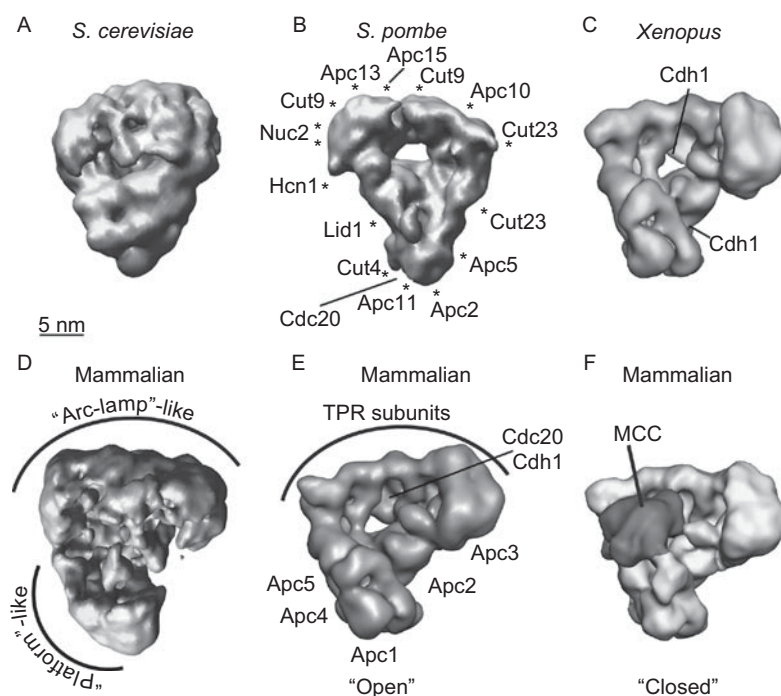 A
S. cerevisiae
5 nm
B
S. pombe
Apc15
Apc13
Cut9
Cut9
Apc10
Nuc2
Cut23
Hcn1
Lid1
Cut23
Cut4
Apc5
Apc11
Apc2
Cdc20
C
Xenopus
Cdh1
Cdh1
D
Mammalian
"Arc-lamp"-like
"Platform"-like
E
Mammalian
TPR subunits
Cdc20
Cdh1
Apc3
Apc5
Apc2
Apc4
Apc1
"Open"
F
Mammalian
MCC
"Closed"